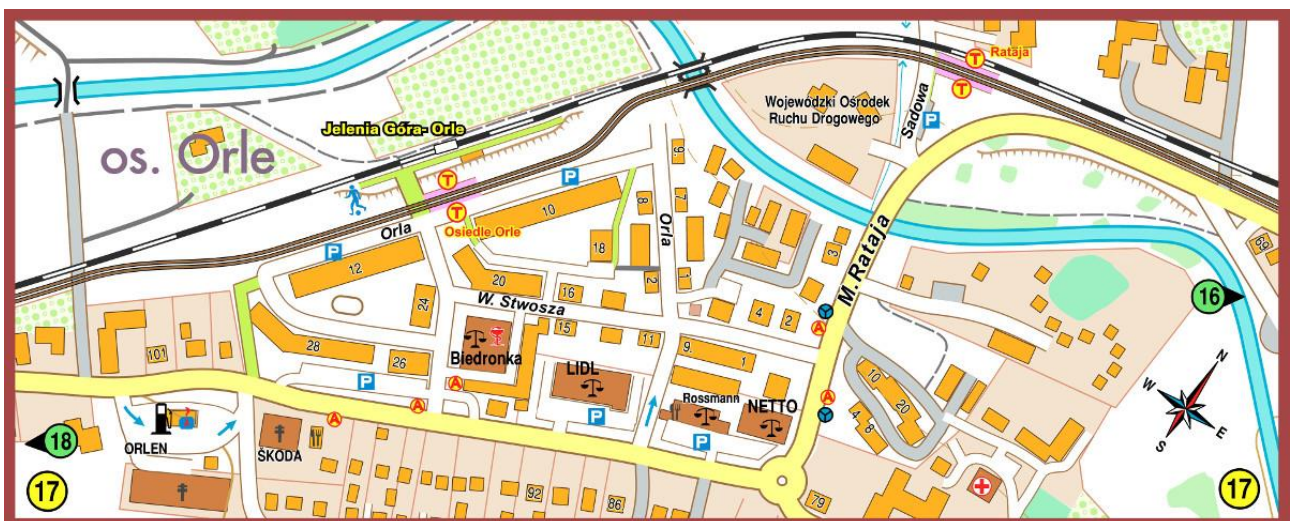 Rataja
T
T
Wojewódzki Ośrodek
Ruchu Drogowego
Sądowa
P
Jelenia Góra- Orle
os. Orle
T
T
Osiedle Orle
P
10
9
7
8
18
Orla
2
1
Orla
P
12
20
16
W. Stwosza
24
15
11
9.
1
4
2
3
M. Rataja
A
69
16
101
28
26
P
Biedronka
A
A
A
LIDL
P
Rossmann
NETTO
P
A
10
20
4
8
N
W
E
S
ORLEN
ŠKODA
18
17
92
86
79
17